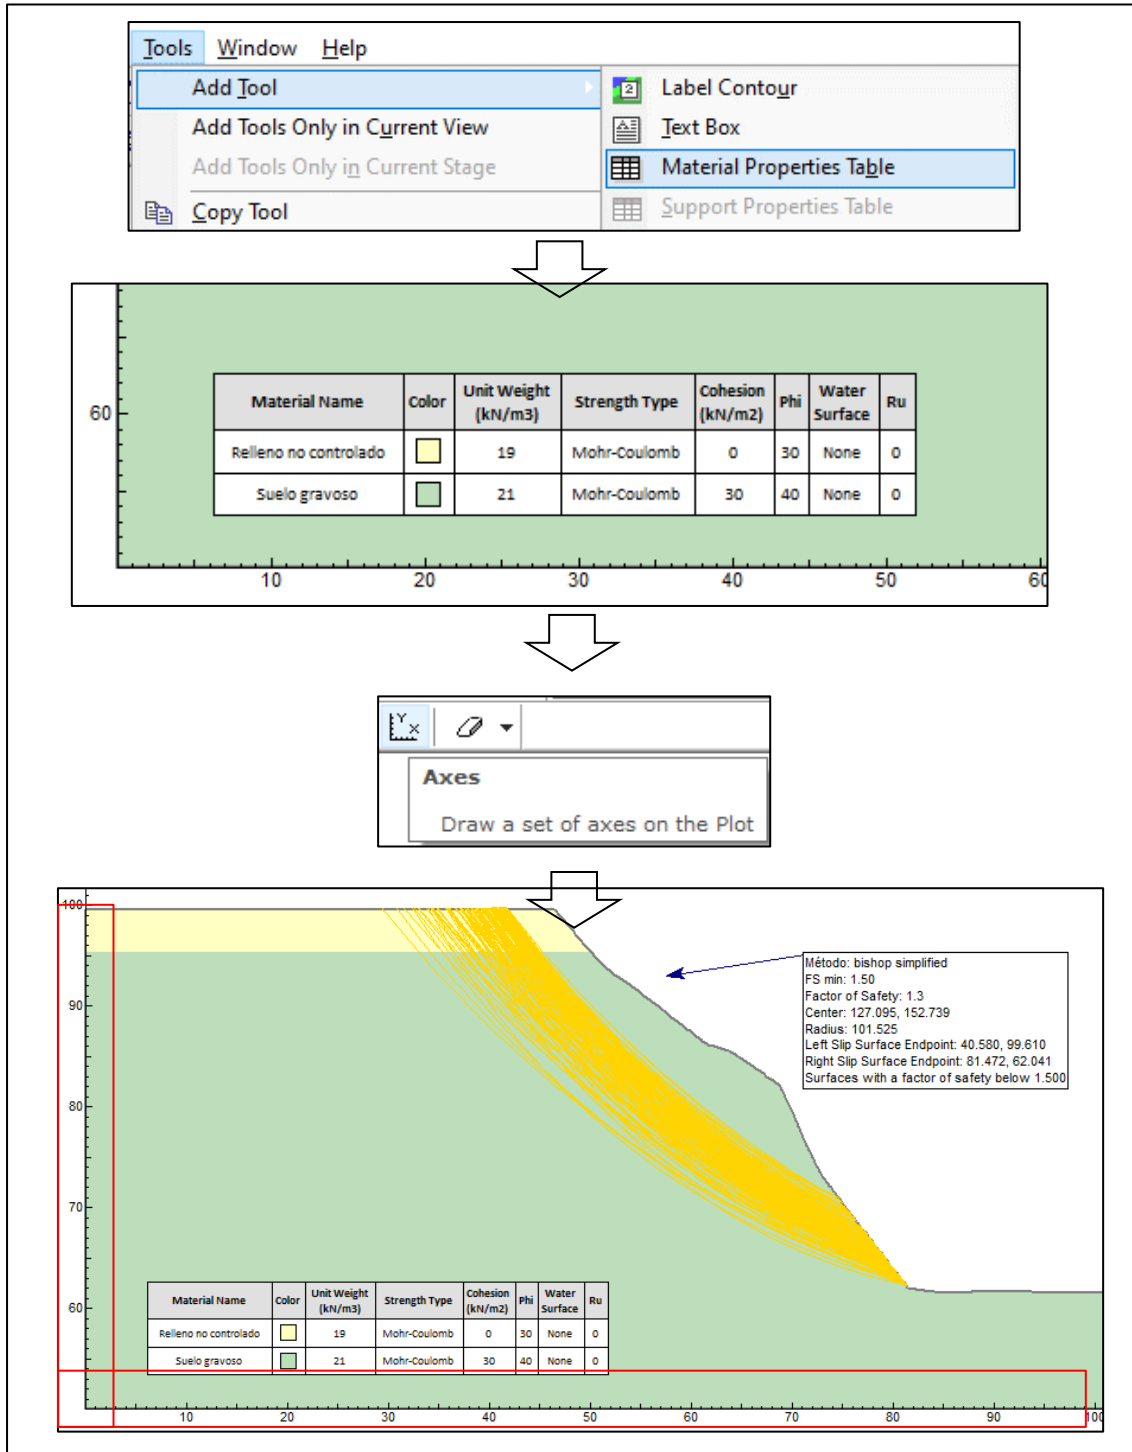 Tools Window Help
Add Tool
Add Tools Only in Current View
Add Tools Only in Current Stage
Copy Tool
Label Contour
Text Box
Material Properties Table
Support Properties Table
60
Material Name Color Unit Weight (kN/m3) Strength Type Cohesion (kN/m2) Phi Water Surface Ru
Relleno no controlado 19 Mohr-Coulomb 0 30 None 0
Suelo gravoso 21 Mohr-Coulomb 30 40 None 0
10 20 30 40 50 60
Y X
Axes
Draw a set of axes on the Plot
100
90
80
70
60
Método: bishop simplified
FS min: 1.50
Factor of Safety: 1.3
Center: 127.095, 152.739
Radius: 101.525
Left Slip Surface Endpoint: 40.580, 99.610
Right Slip Surface Endpoint: 81.472, 62.041
Surfaces with a factor of safety below 1.500
Material Name Color Unit Weight (kN/m3) Strength Type Cohesion (kN/m2) Phi Water Surface Ru
Relleno no controlado 19 Mohr-Coulomb 0 30 None 0
Suelo gravoso 21 Mohr-Coulomb 30 40 None 0
10 20 30 40 50 60 70 80 90 100